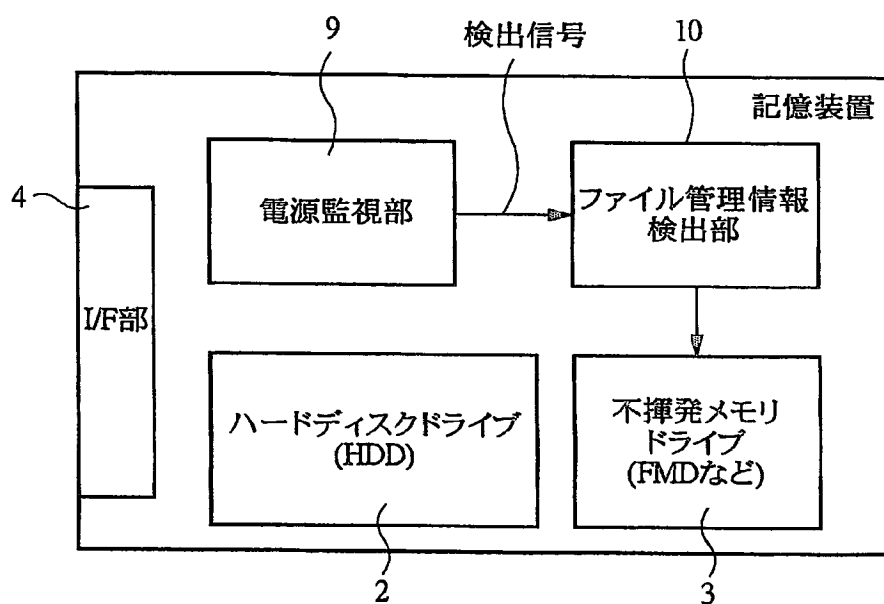 9
検出信号
10
記憶装置
4
電源監視部
ファイル管理情報
検出部
I/F部
ハードディスクドライブ
(HDD)
不揮発メモリ
ドライブ
(FMDなど)
2
3